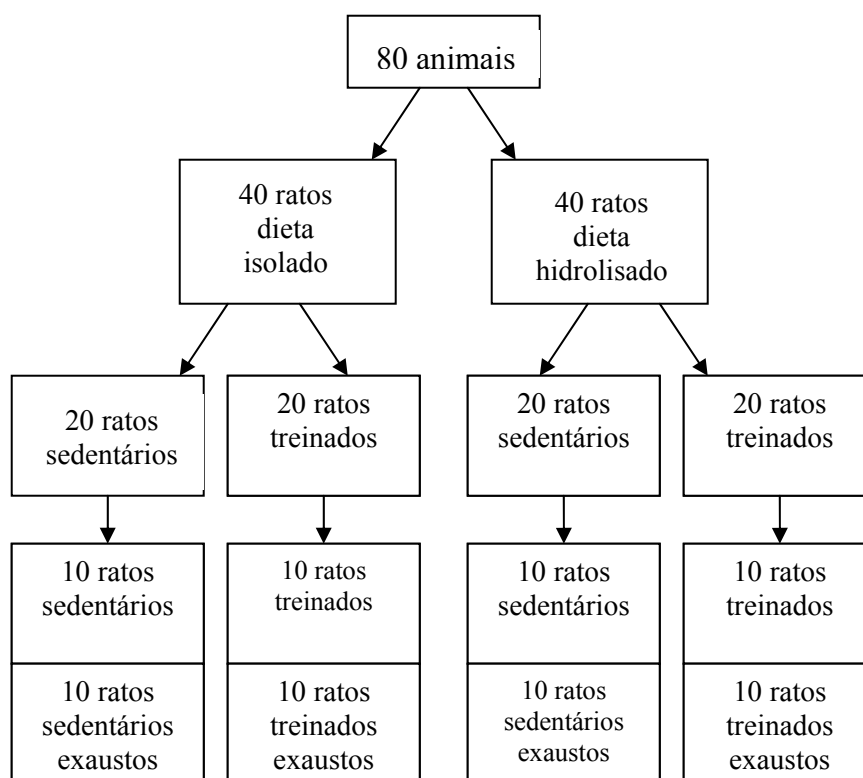 80 animais
40 ratos
dieta
isolado
40 ratos
dieta
hidrolisado
20 ratos
sedentários
20 ratos
treinados
20 ratos
sedentários
20 ratos
treinados
10 ratos
sedentários
10 ratos
treinados
10 ratos
sedentários
10 ratos
treinados
10 ratos
sedentários
exaustos
10 ratos
treinados
exaustos
10 ratos
sedentários
exaustos
10 ratos
treinados
exaustos